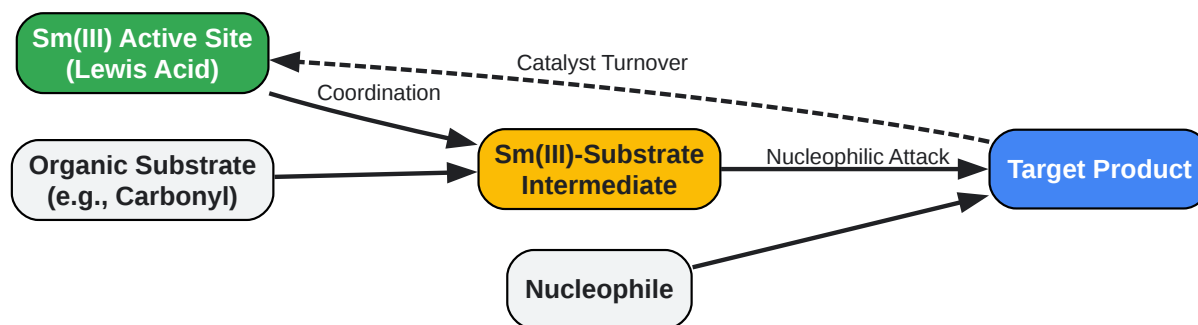 Sm(III) Active Site
(Lewis Acid)
Catalyst Turnover
Coordination
Organic Substrate
(e.g., Carbonyl)
Sm(III)-Substrate
Intermediate
Nucleophilic Attack
Target Product
Nucleophile